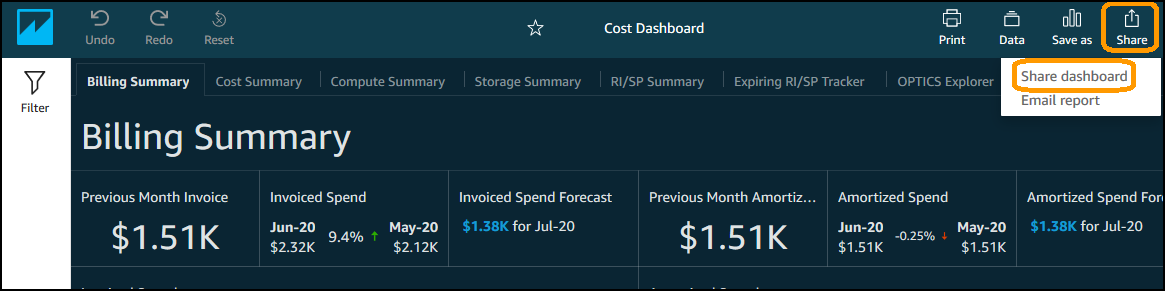 Undo Redo Reset Cost Dashboard Print Data Save as Share
Share dashboard
Email report
Filter
Billing Summary Cost Summary Compute Summary Storage Summary RI/SP Summary Expiring RI/SP Tracker OPTICS Explorer
Billing Summary
Previous Month Invoice
$1.51K
Invoiced Spend
Jun-20 9.4% May-20
$2.32K $2.12K
Invoiced Spend Forecast
$1.38K for Jul-20
Previous Month Amortiz...
$1.51K
Amortized Spend
Jun-20 -0.25% May-20
$1.51K $1.51K
Amortized Spend For
$1.38K for Jul-20